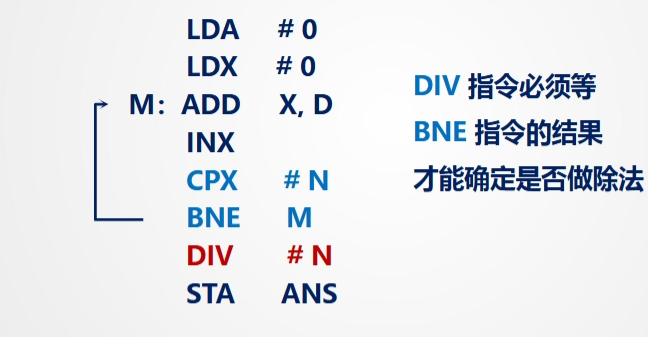 LDA # 0
LDX # 0
M: ADD X, D
INX
CPX # N
BNE M
DIV # N
STA ANS
DIV 指令必须等
BNE 指令的结果
才能确定是否做除法